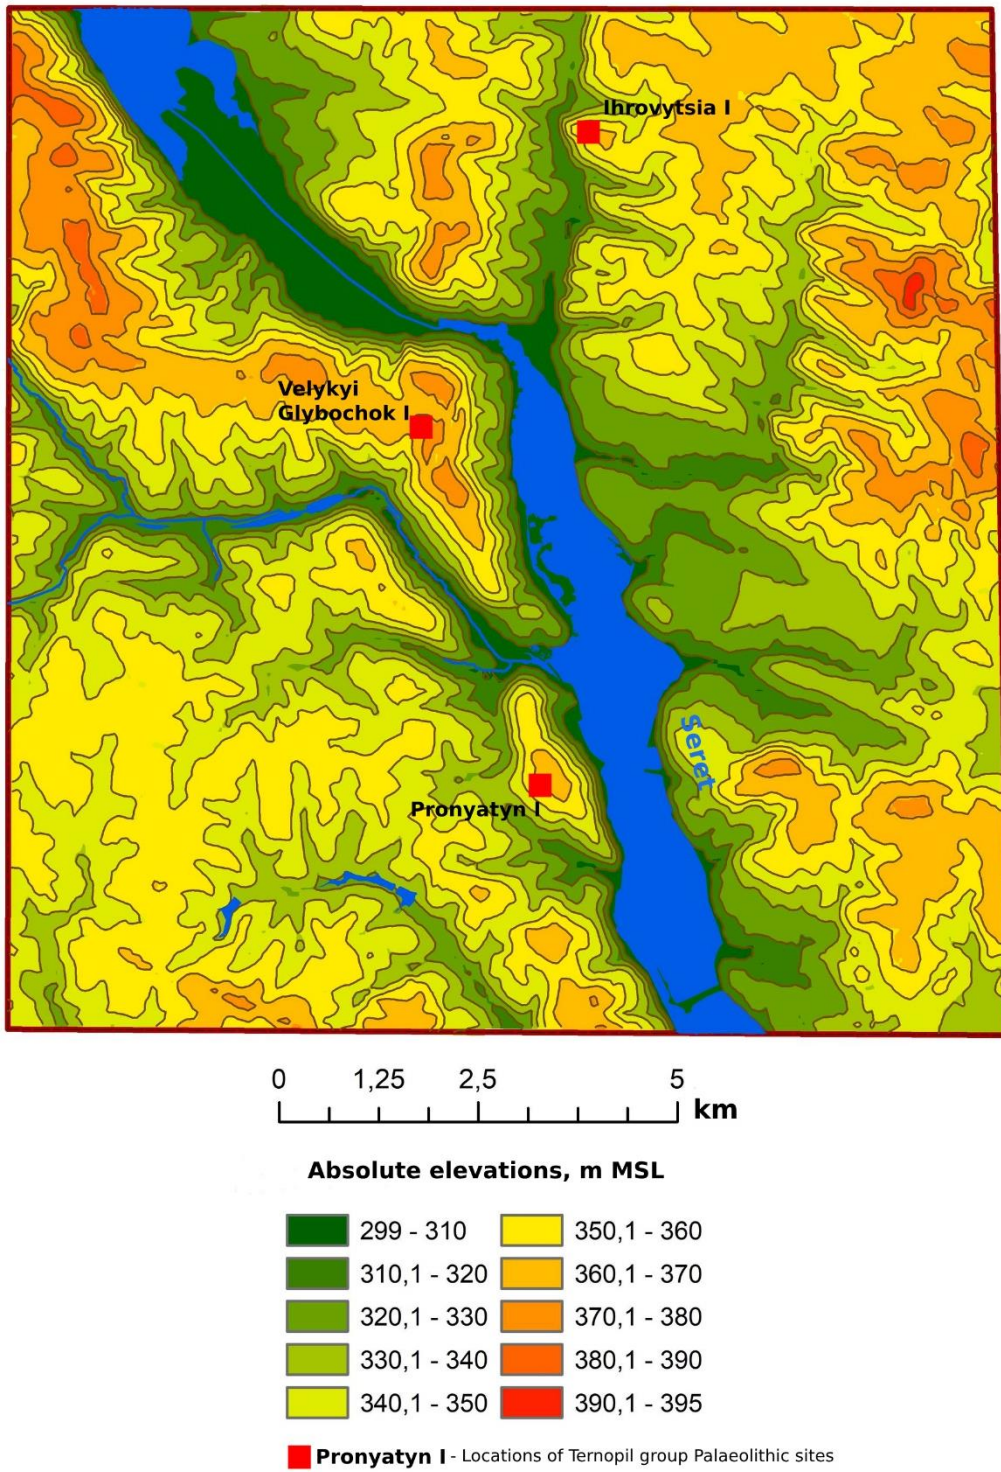 Ihrovytsia I
Velykyi
Glybochok I
Seret
Pronyatyn I
0 1,25 2,5 5
km
Absolute elevations, m MSL
299 - 310 350,1 - 360
310,1 - 320 360,1 - 370
320,1 - 330 370,1 - 380
330,1 - 340 380,1 - 390
340,1 - 350 390,1 - 395
Pronyatyn I - Locations of Ternopil group Palaeolithic sites